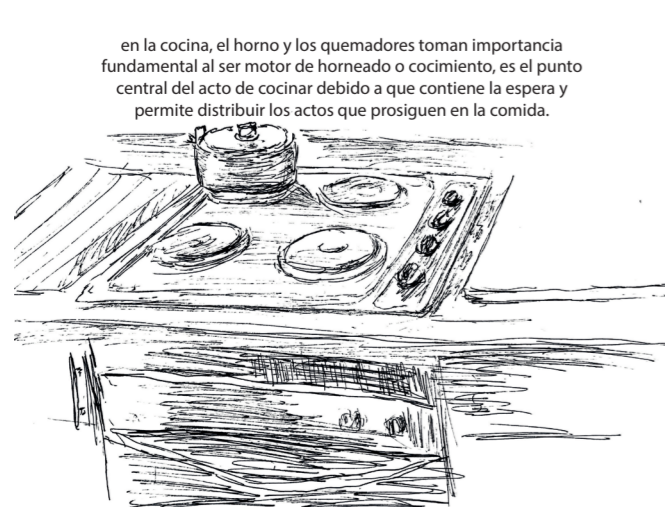 en la cocina, el horno y los quemadores toman importancia
fundamental al ser motor de horneado o cocimiento, es el punto
central del acto de cocinar debido a que contiene la espera y
permite distribuir los actos que prosiguen en la comida.